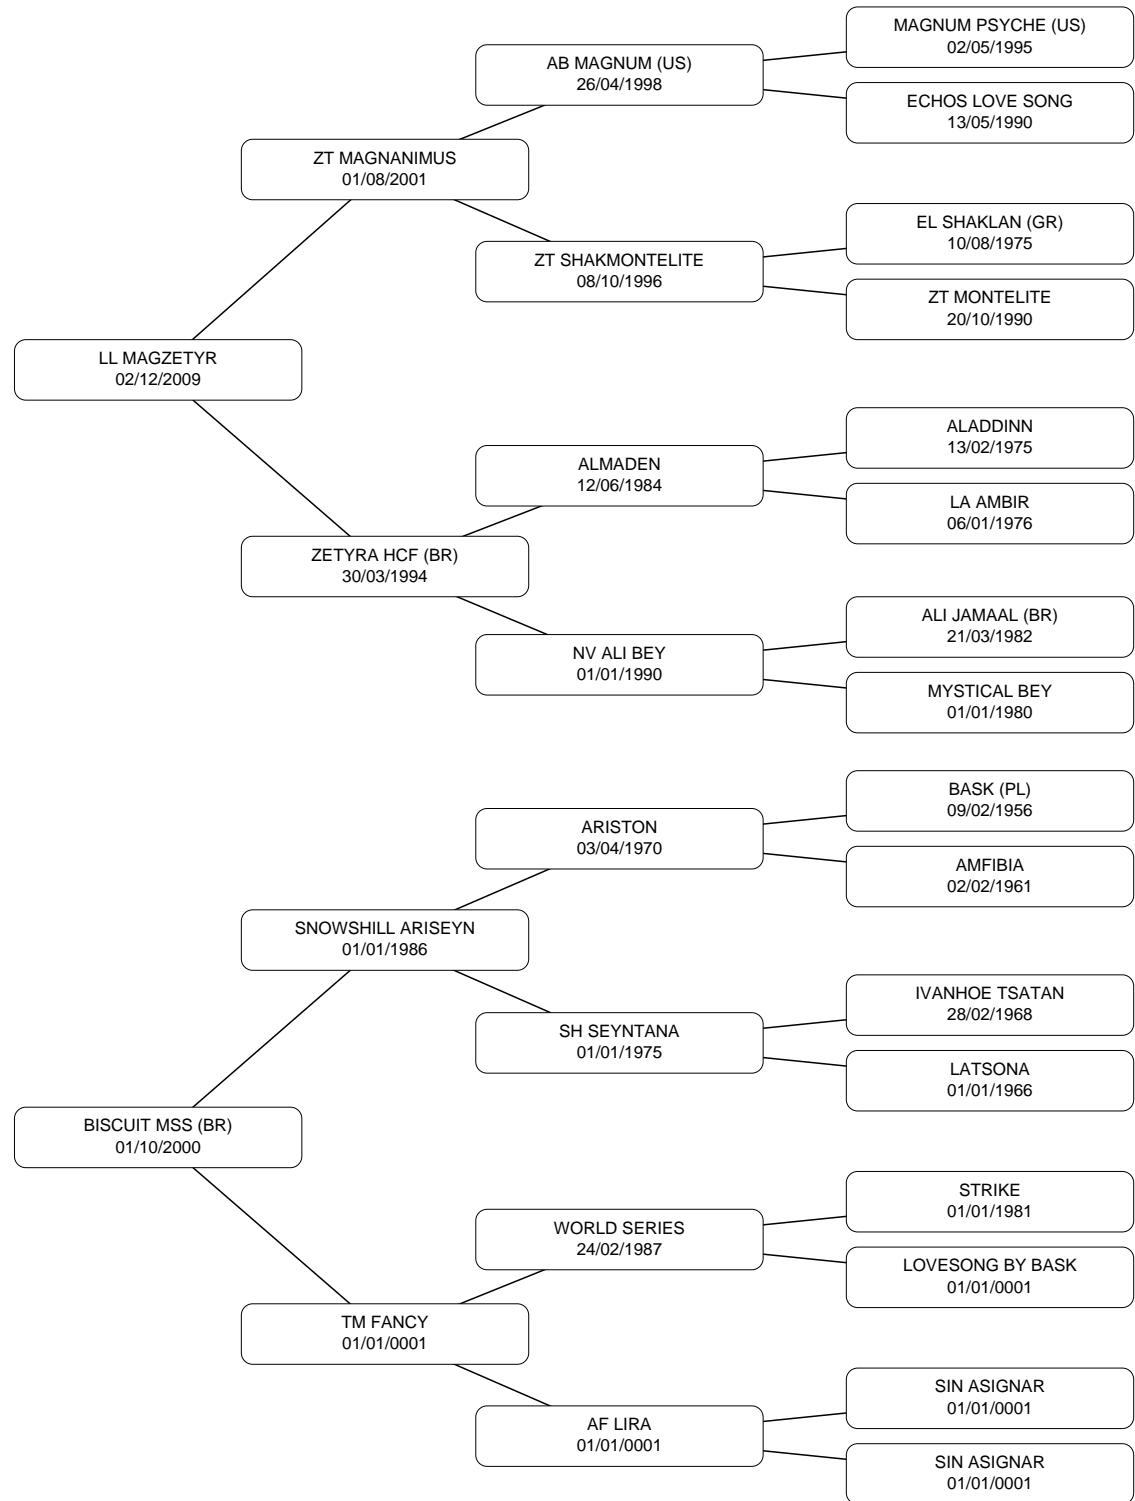 MAGNUM PSYCHE (US)
02/05/1995
AB MAGNUM (US)
26/04/1998
ECHOS LOVE SONG
13/05/1990
ZT MAGNANIMUS
01/08/2001
EL SHAKLAN (GR)
10/08/1975
ZT SHAKMONTELITE
08/10/1996
ZT MONTELITE
20/10/1990
LL MAGZETYR
02/12/2009
ALADDINN
13/02/1975
ALMADEN
12/06/1984
LA AMBIR
06/01/1976
ZETYRA HCF (BR)
30/03/1994
ALI JAMAAL (BR)
21/03/1982
NV ALI BEY
01/01/1990
MYSTICAL BEY
01/01/1980
BASK (PL)
09/02/1956
ARISTON
03/04/1970
AMFIBIA
02/02/1961
SNOWSHILL ARISEYN
01/01/1986
IVANHOE TSATAN
28/02/1968
SH SEYNTANA
01/01/1975
LATSONA
01/01/1966
BISCUIT MSS (BR)
01/10/2000
STRIKE
01/01/1981
WORLD SERIES
24/02/1987
LOVESONG BY BASK
01/01/0001
TM FANCY
01/01/0001
SIN ASIGNAR
01/01/0001
AF LIRA
01/01/0001
SIN ASIGNAR
01/01/0001